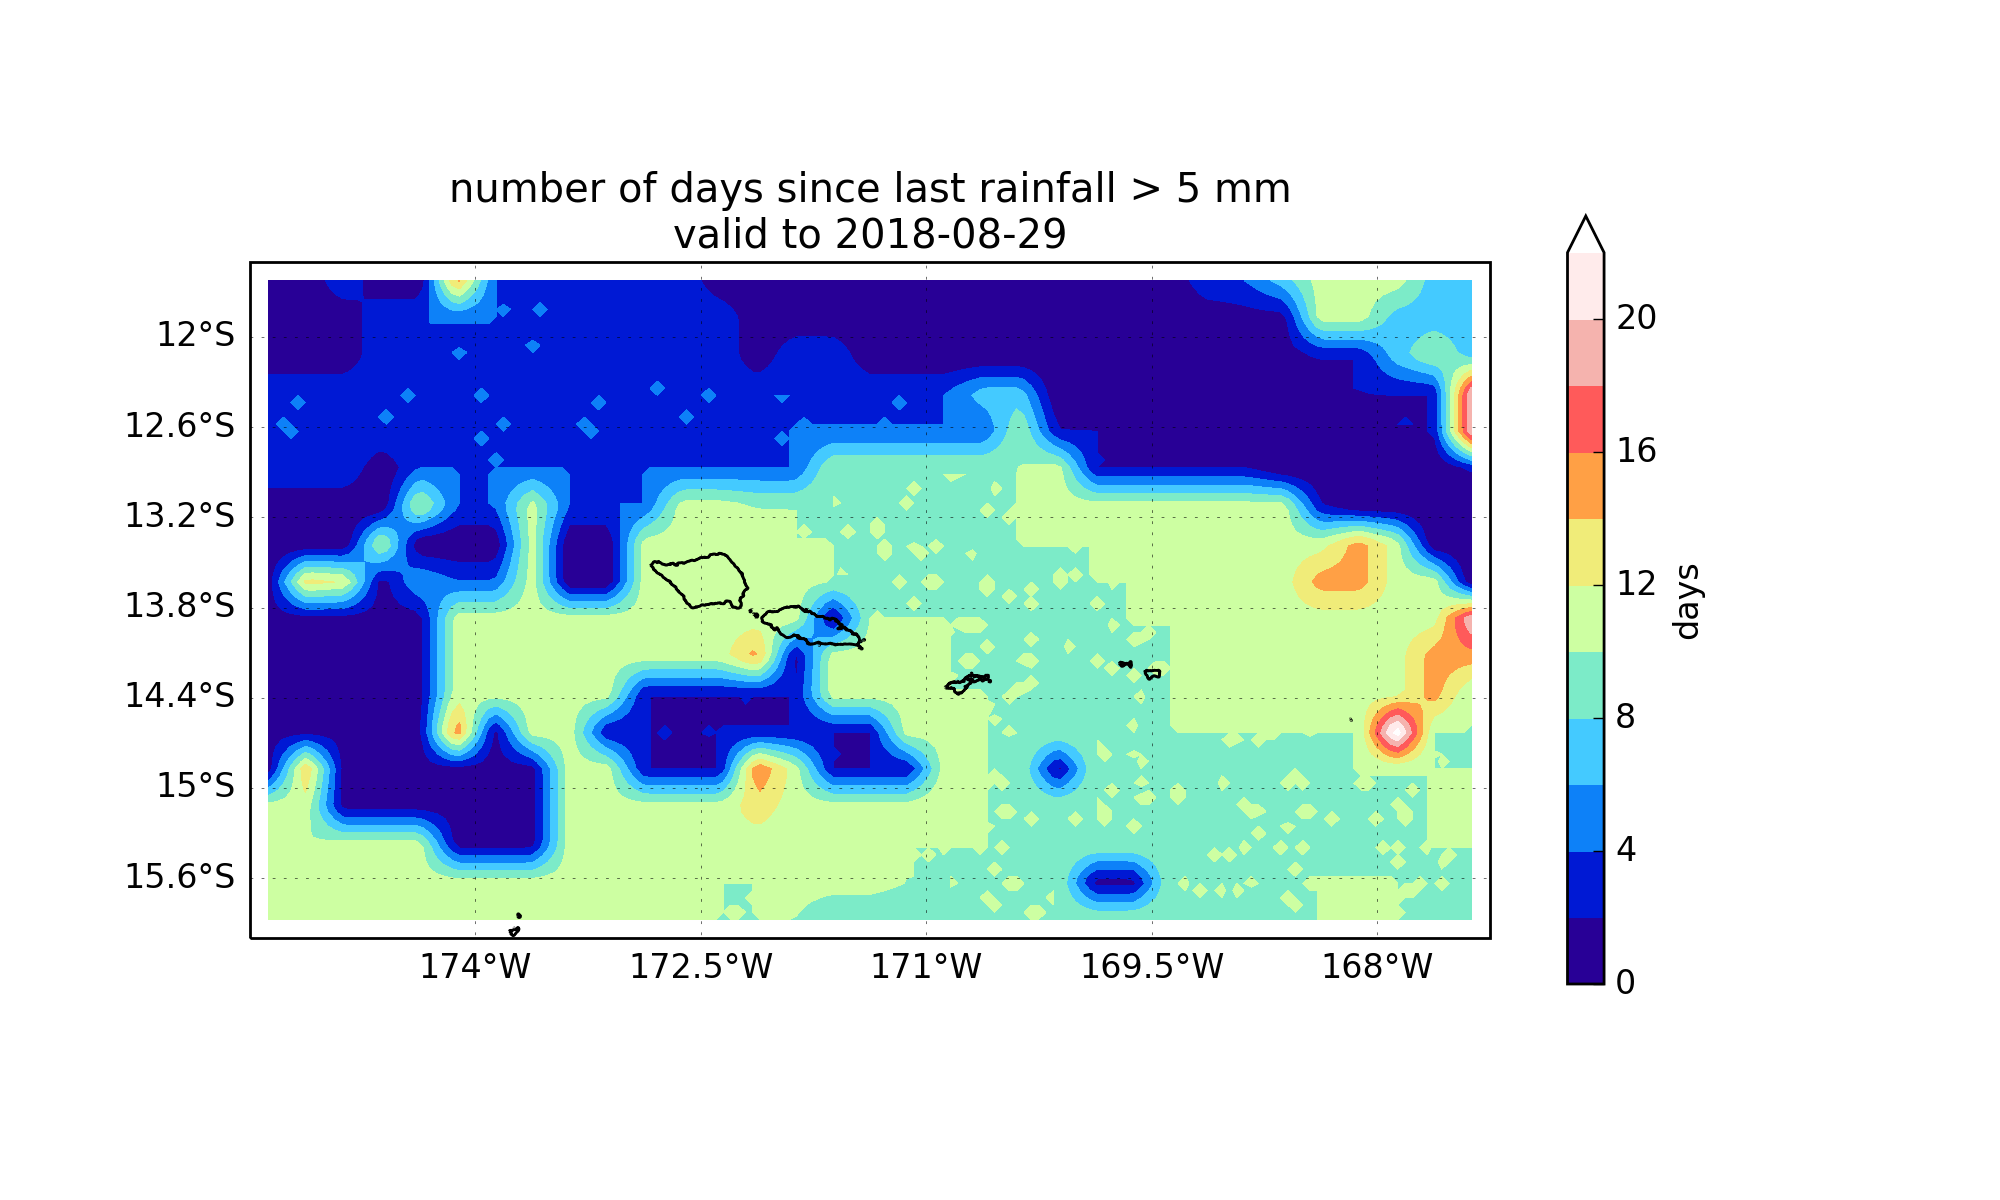 number of days since last rainfall > 5 mm
valid to 2018-08-29
12°S
12.6°S
13.2°S
13.8°S
14.4°S
15°S
15.6°S
174°W
172.5°W
171°W
169.5°W
168°W
20
16
12
8
4
0
days